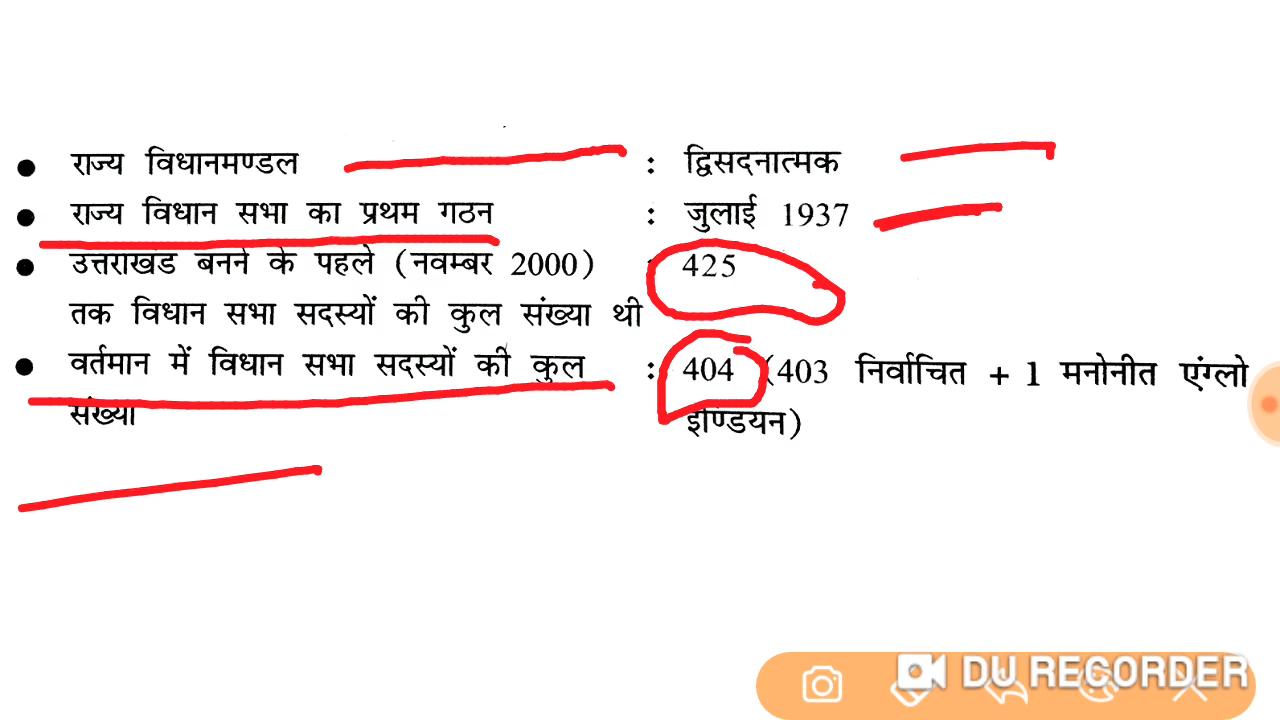 ● राज्य विधानमण्डल : द्विसदनात्मक
● राज्य विधान सभा का प्रथम गठन : जुलाई 1937
● उत्तराखंड बनने के पहले (नवम्बर 2000) : 425
तक विधान सभा सदस्यों की कुल संख्या थी
● वर्तमान में विधान सभा सदस्यों की कुल : 404 (403 निर्वाचित + 1 मनोनीत एंग्लो
संख्या इण्डियन)
DU RECORDER